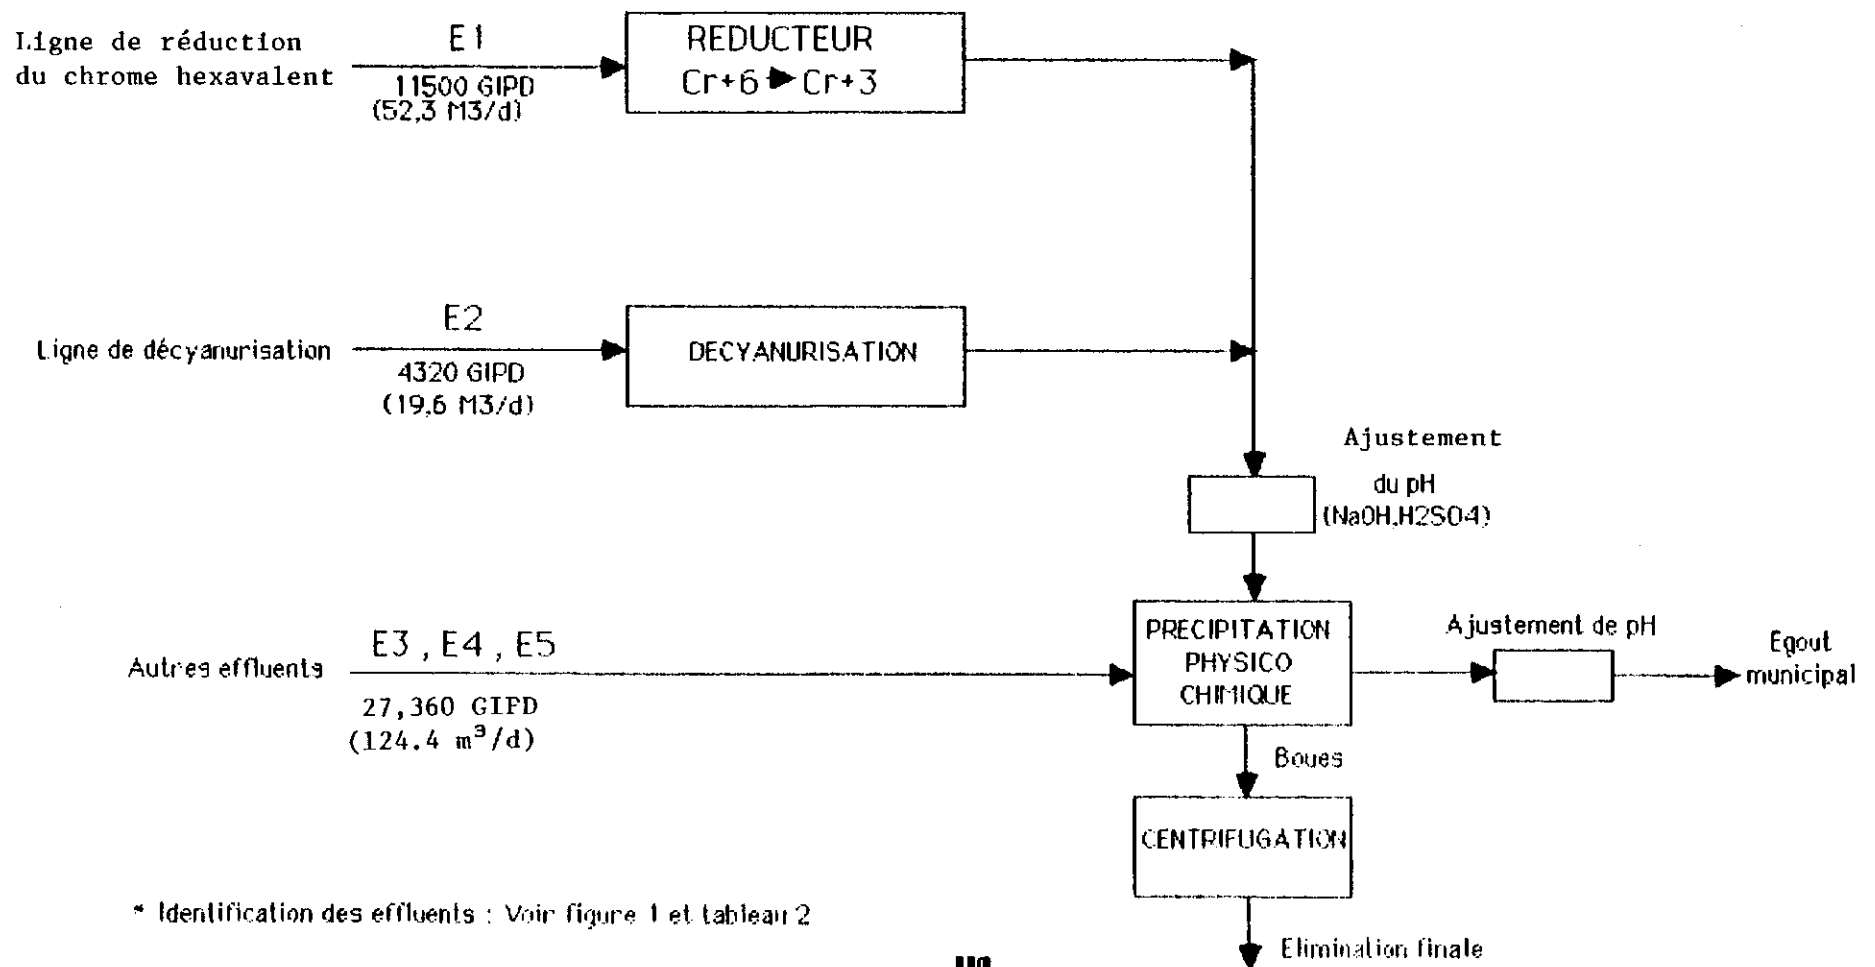 Ligne de réduction
du chrome hexavalent
E1
11500 GIPD
(52,3 M3/d)
REDUCTEUR
Cr+6 ► Cr+3
Ligne de décyanurisation
E2
4320 GIPD
(19,6 M3/d)
DECYANURISATION
Ajustement
du pH
(NaOH,H2SO4)
Autres effluents
E3 , E4 , E5
27,360 GIPD
(124.4 m³/d)
PRECIPITATION
PHYSICO
CHIMIQUE
Ajustement de pH
Egout
municipal
Boues
CENTRIFUGATION
* Identification des effluents : Voir figure 1 et tableau 2
Elimination finale